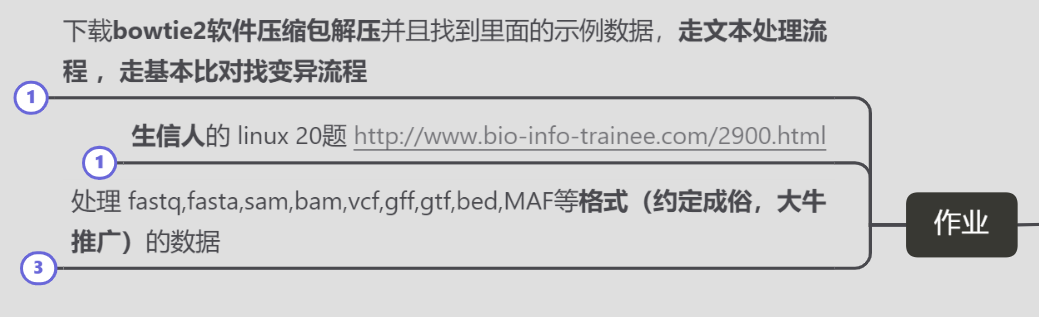 下载bowtie2软件压缩包解压并且找到里面的示例数据，走文本处理流
程 ，走基本比对找变异流程
1
生信人的 linux 20题 http://www.bio-info-trainee.com/2900.html
1
处理 fastq,fasta,sam,bam,vcf,gff,gtf,bed,MAF等格式（约定成俗，大牛
推广）的数据
3
作业